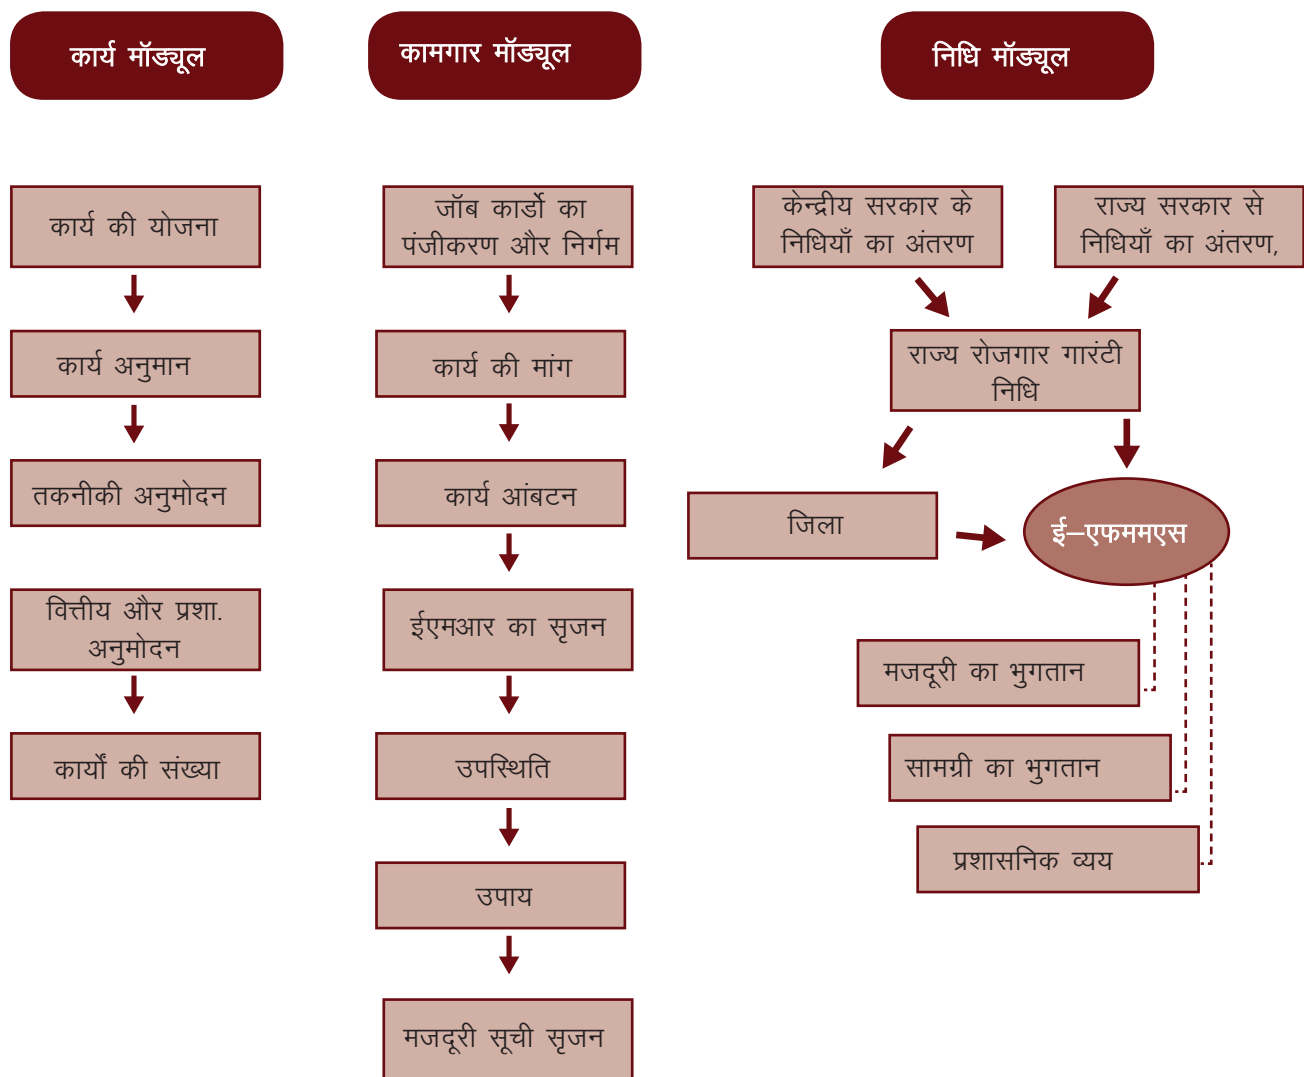 कार्य मॉड्यूल
कामगार मॉड्यूल
निधि मॉड्यूल
कार्य की योजना
कार्य अनुमान
तकनीकी अनुमोदन
वित्तीय और प्रशा.
अनुमोदन
कार्यों की संख्या
जॉब कार्डो का
पंजीकरण और निर्गम
कार्य की मांग
कार्य आंबटन
ईएमआर का सृजन
उपस्थिति
उपाय
मजदूरी सूची सृजन
केन्द्रीय सरकार के
निधियाँ का अंतरण
राज्य सरकार से
निधियाँ का अंतरण,
राज्य रोजगार गारंटी
निधि
जिला
ई–एफममएस
मजदूरी का भुगतान
सामग्री का भुगतान
प्रशासनिक व्यय